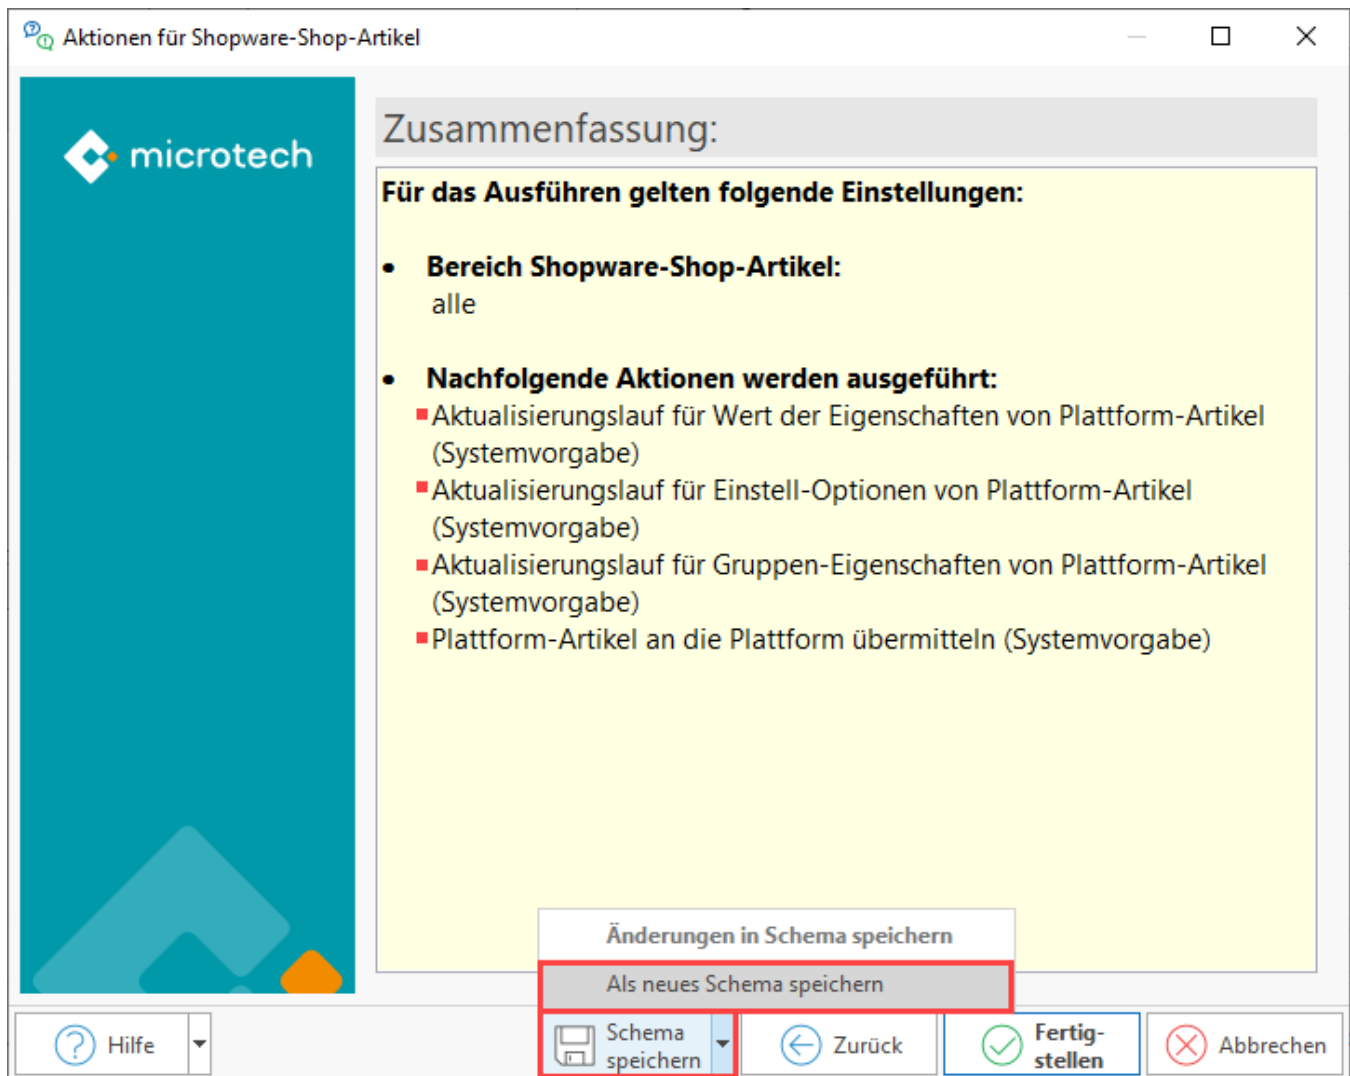 Aktionen für Shopware-Shop-Artikel
microtech
Zusammenfassung:
Für das Ausführen gelten folgende Einstellungen:
• Bereich Shopware-Shop-Artikel:
alle
• Nachfolgende Aktionen werden ausgeführt:
Aktualisierungslauf für Wert der Eigenschaften von Plattform-Artikel
(Systemvorgabe)
Aktualisierungslauf für Einstell-Optionen von Plattform-Artikel
(Systemvorgabe)
Aktualisierungslauf für Gruppen-Eigenschaften von Plattform-Artikel
(Systemvorgabe)
Plattform-Artikel an die Plattform übermitteln (Systemvorgabe)
Änderungen in Schema speichern
Als neues Schema speichern
Hilfe
Schema
speichern
Zurück
Fertig-
stellen
Abbrechen